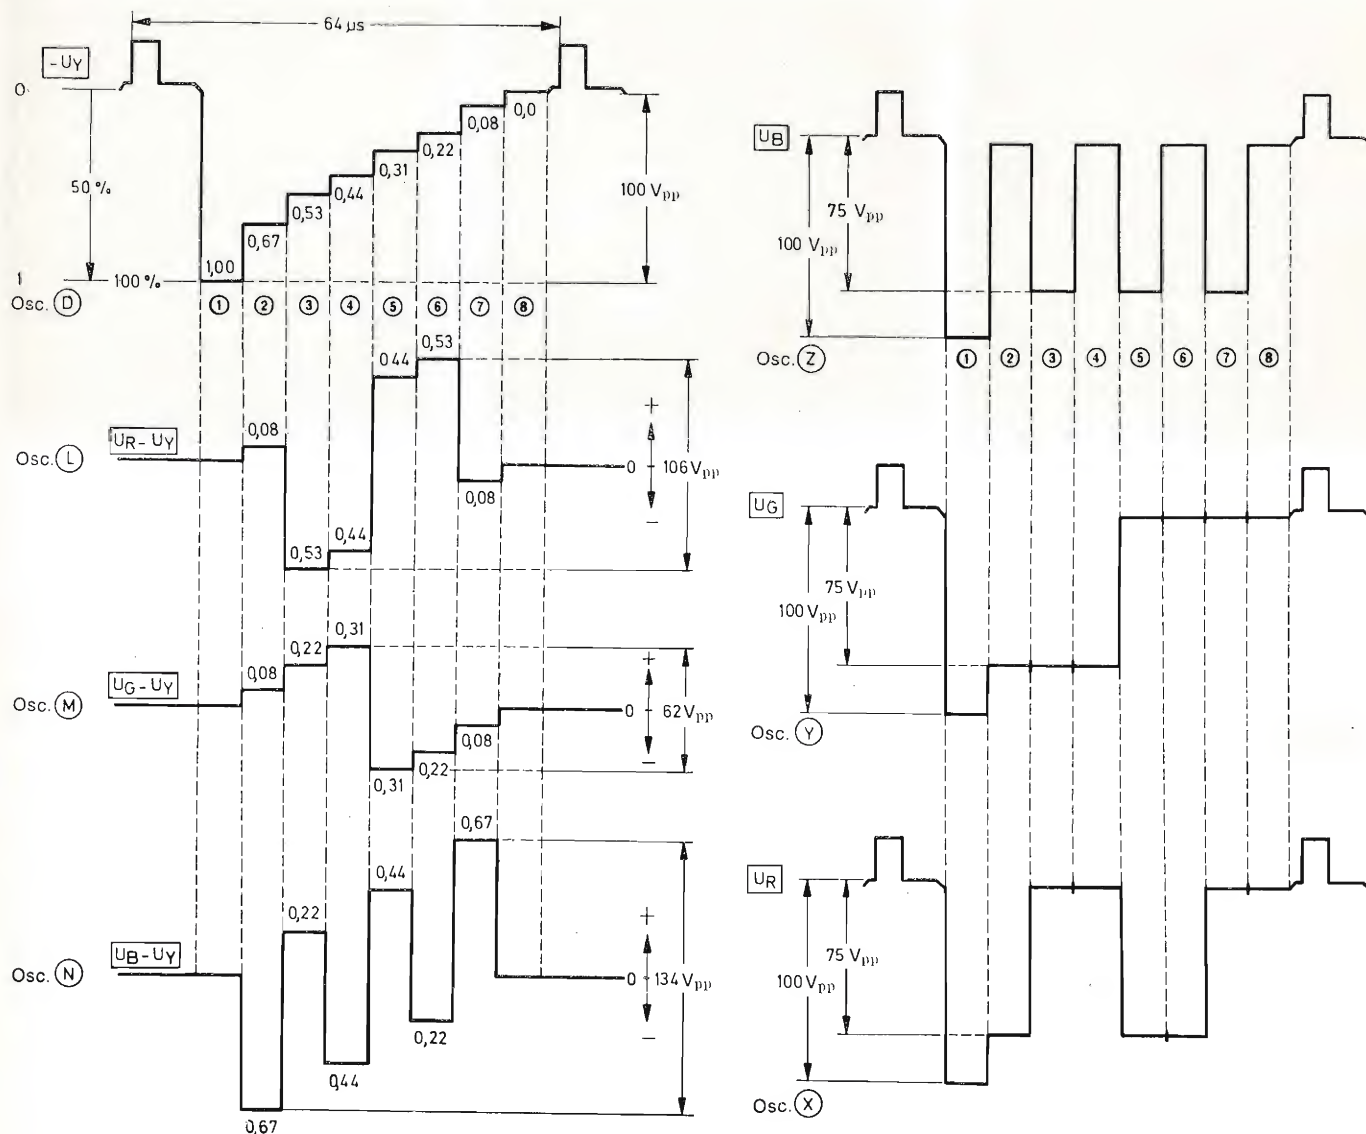 64 µs
-UY
0
50 %
1
100 %
1,00
0,67
0,53
0,44
0,31
0,22
0,08
0,0
100 Vpp
Osc. D
1 2 3 4 5 6 7 8
Osc. L
UR - UY
0,08
0,53
0,44
0,44
0,53
0,08
+
0
-
106 Vpp
Osc. M
UG - UY
0,08
0,22
0,31
0,31
0,22
0,08
+
0
-
62 Vpp
Osc. N
UB - UY
0,67
0,22
0,44
0,44
0,22
0,67
+
0
-
134 Vpp
UB
75 Vpp
100 Vpp
Osc. Z
1 2 3 4 5 6 7 8
UG
75 Vpp
100 Vpp
Osc. Y
UR
75 Vpp
100 Vpp
Osc. X